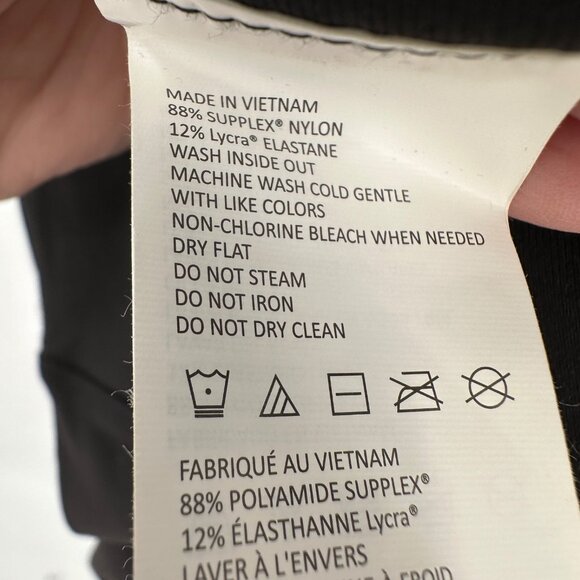 MADE IN VIETNAM
88% SUPPLEX® NYLON
12% Lycra® ELASTANE
WASH INSIDE OUT
MACHINE WASH COLD GENTLE
WITH LIKE COLORS
NON-CHLORINE BLEACH WHEN NEEDED
DRY FLAT
DO NOT STEAM
DO NOT IRON
DO NOT DRY CLEAN
FABRIQUÉ AU VIETNAM
88% POLYAMIDE SUPPLEX®
12% ÉLASTHANNE Lycra®
LAVER À L'ENVERS
À FROID